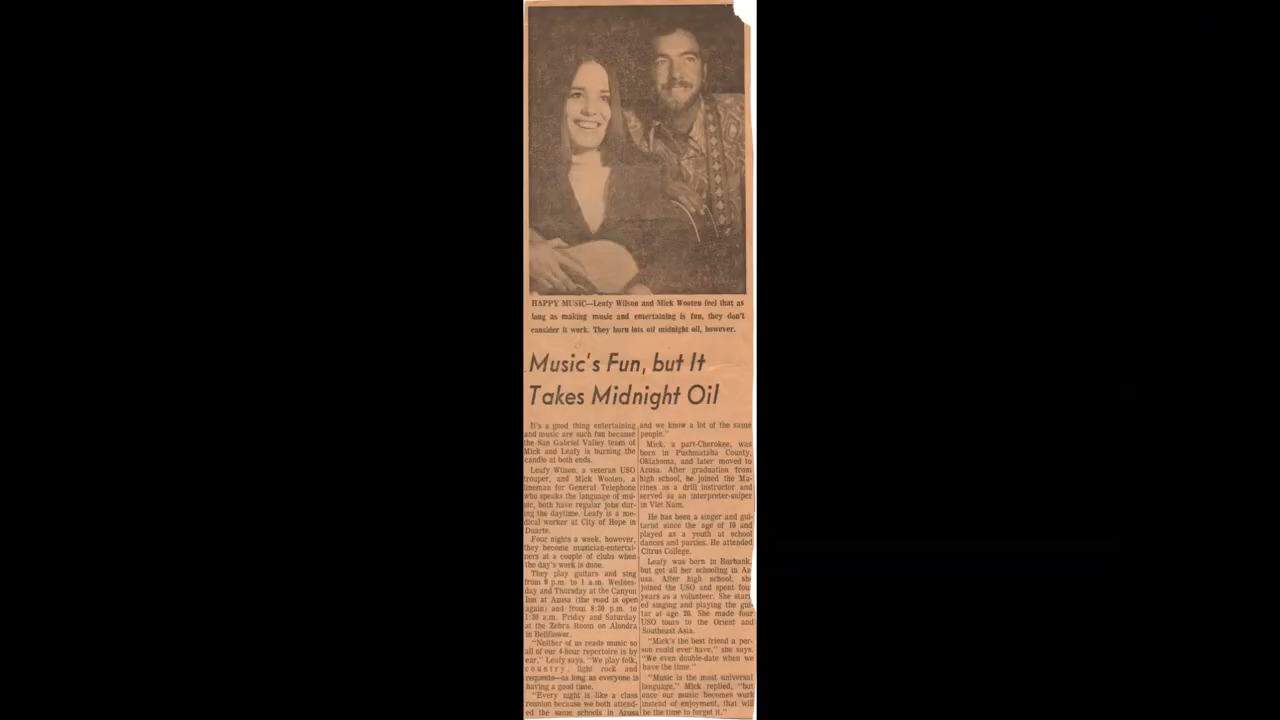 HAPPY MUSIC—Leafy Wilson and Mick Wooten feel that as
long as making music and entertaining is fun, they don't
consider it work. They burn lots oil midnight oil, however.
Music's Fun, but It
Takes Midnight Oil
It's a good thing entertaining
and music are such fun because
the San Gabriel Valley team of
Mick and Leafy is burning the
candle at both ends.
Leafy Wilson, a veteran USO
trouper, and Mick Wooten, a
lineman for General Telephone
who speaks the language of mu-
sic, both have regular jobs dur-
ing the daytime. Leafy is a me-
dical worker at City of Hope in
Duarte.
Four nights a week, however,
they become musician-entertai-
ners at a couple of clubs when
the day's work is done.
They play guitars and sing
from 9 p.m. to 1 a.m. Wednes-
day and Thursday at the Canyon
Inn at Azusa (the road is open
again) and from 8:30 p.m. to
1:30 a.m. Friday and Saturday
at the Zebra Room on Alondra
in Bellflower.
"Neither of us reads music so
all of our 4-hour repertoire is by
ear," Leafy says. "We play folk,
country, light rock and
requests—as long as everyone is
having a good time.
"Every night is like a class
reunion because we both attend-
ed the same schools in Azusa
and we know a lot of the same
people."
Mick, a part-Cherokee, was
born in Pushmataha County,
Oklahoma, and later moved to
Azusa. After graduation from
high school, he joined the Ma-
rines as a drill instructor and
served as an interpreter-sniper
in Viet Nam.
He has been a singer and gui-
tarist since the age of 10 and
played as a youth at school
dances and parties. He attended
Citrus College.
Leafy was born in Burbank,
but got all her schooling in Az
usa. After high school, she
joined the USO and spent four
years as a volunteer. She start
ed singing and playing the gui-
tar at age 20. She made four
USO tours to the Orient and
Southeast Asia.
"Mick's the best friend a per-
son could ever have," she says.
"We even double-date when we
have the time."
"Music is the most universal
language," Mick replied, "but
once our music becomes work
instead of enjoyment, that will
be the time to forget it."